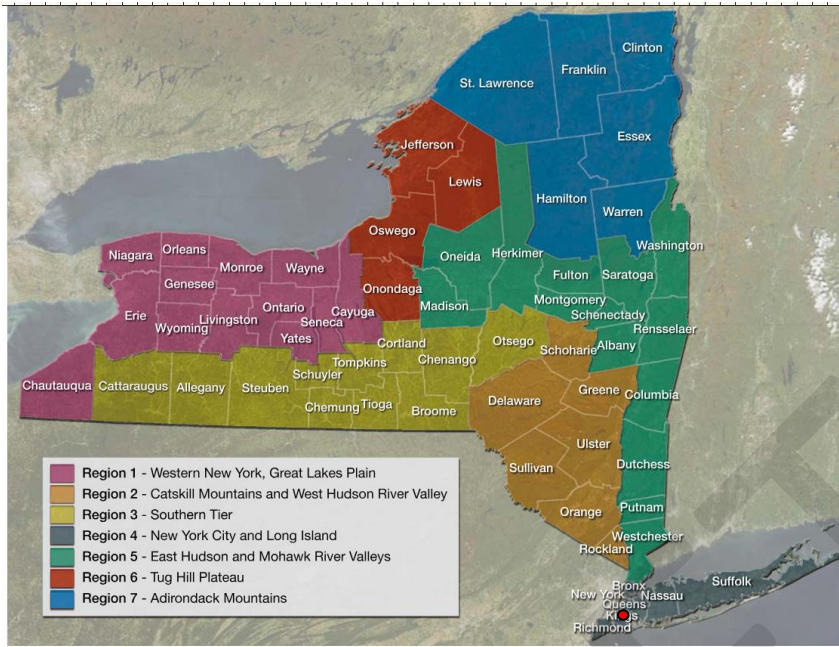 Clinton
Franklin
St. Lawrence
Essex
Jefferson
Lewis
Hamilton
Warren
Oswego
Washington
Niagara
Orleans
Monroe
Wayne
Oneida
Herkimer
Genesee
Fulton
Saratoga
Onondaga
Madison
Montgomery
Erie
Wyoming
Livingston
Ontario
Seneca
Cayuga
Yates
Schenectady
Rensselaer
Cortland
Otsego
Schoharie
Albany
Tompkins
Chenango
Chautauqua
Cattaraugus
Allegany
Steuben
Schuyler
Chemung
Tioga
Broome
Delaware
Greene
Columbia
Ulster
Sullivan
Dutchess
Orange
Putnam
Westchester
Rockland
Bronx
New York
Nassau
Suffolk
Queens
Kings
Richmond
Region 1 - Western New York, Great Lakes Plain
Region 2 - Catskill Mountains and West Hudson River Valley
Region 3 - Southern Tier
Region 4 - New York City and Long Island
Region 5 - East Hudson and Mohawk River Valleys
Region 6 - Tug Hill Plateau
Region 7 - Adirondack Mountains